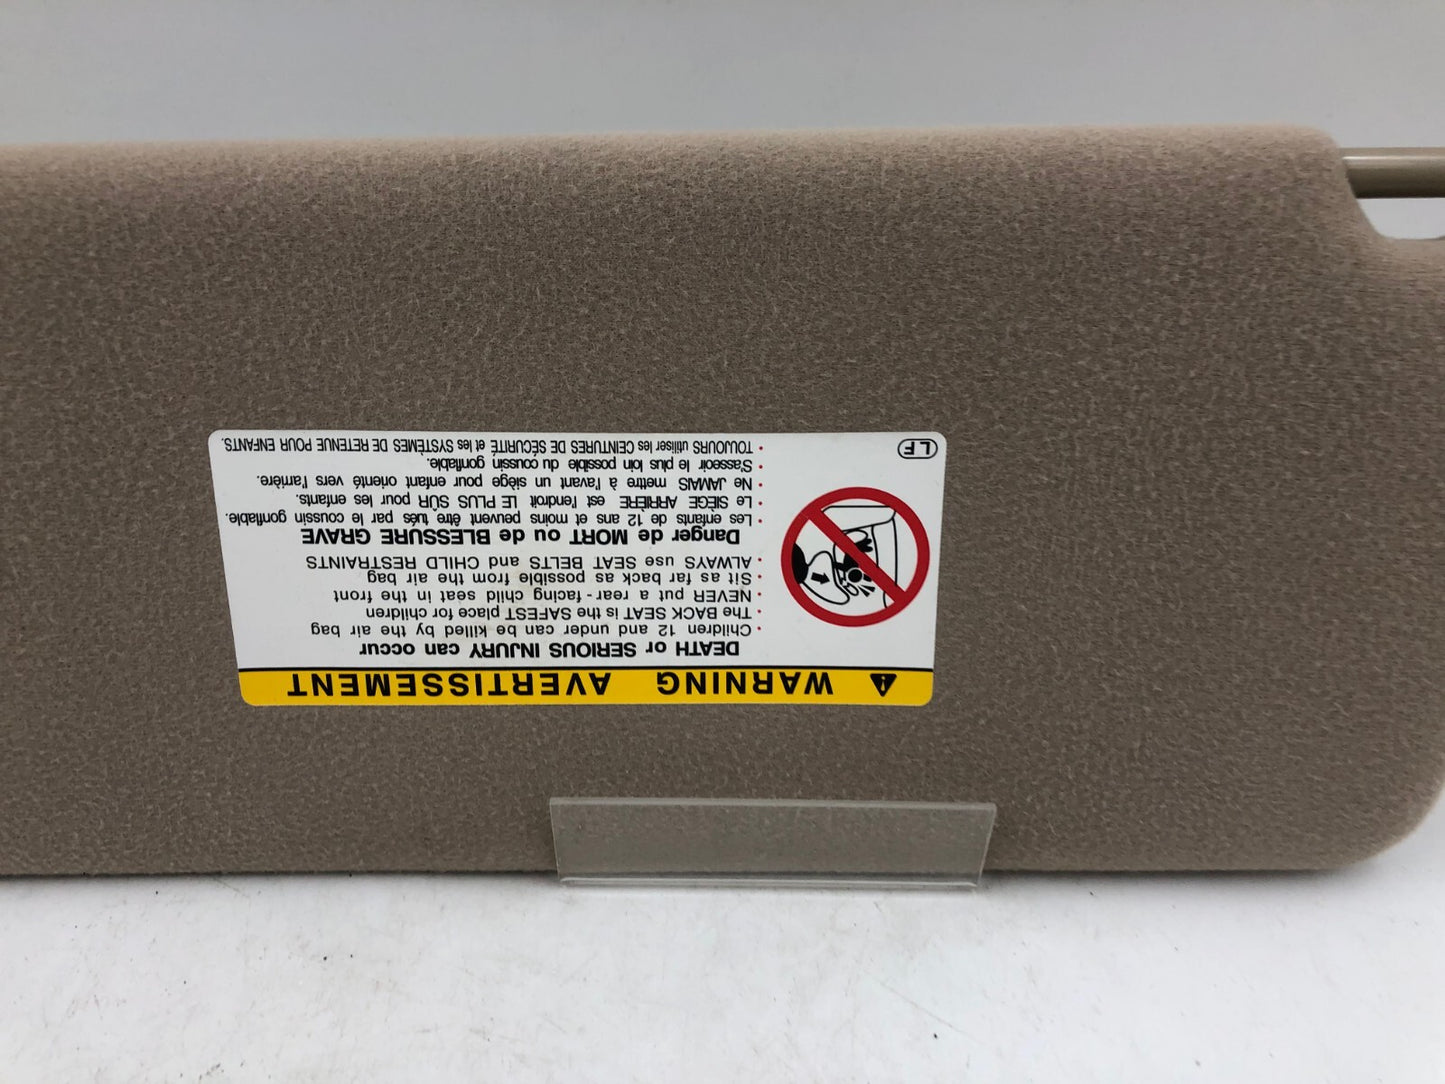 WARNING AVERTISSEMENT
DEATH or SERIOUS INJURY can occur
• Children 12 and under can be killed by the air bag
• The BACK SEAT is the SAFEST place for children
• NEVER put a rear-facing child seat in the front
• Sit as far back as possible from the air bag
• ALWAYS use SEAT BELTS and CHILD RESTRAINTS
Danger de MORT ou de BLESSURE GRAVE
• Les enfants de 12 ans et moins peuvent être tués par le coussin gonflable.
• Le SIÈGE ARRIÈRE est l'endroit LE PLUS SÛR pour les enfants.
• Ne JAMAIS mettre à l'avant un siège pour enfant orienté vers l'arrière.
• S'asseoir le plus loin possible du coussin gonflable.
• TOUJOURS utiliser les CEINTURES DE SÉCURITÉ et les SYSTÈMES DE RETENUE POUR ENFANTS.
LF